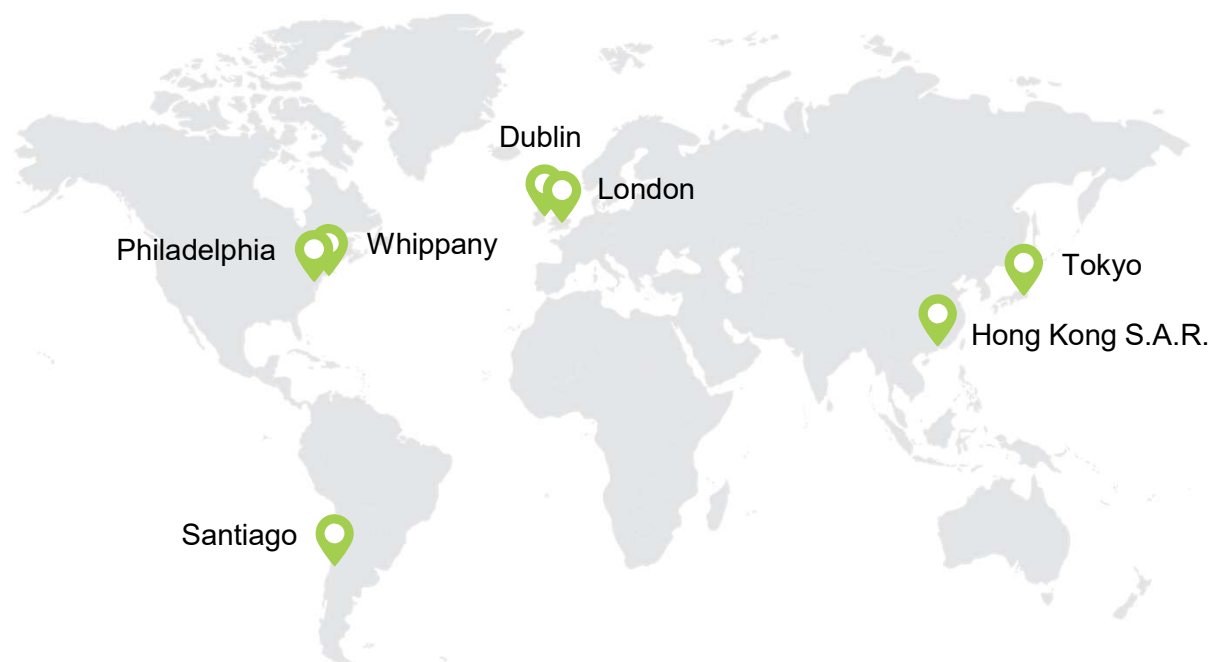 Dublin
London
Philadelphia
Whippany
Tokyo
Hong Kong S.A.R.
Santiago